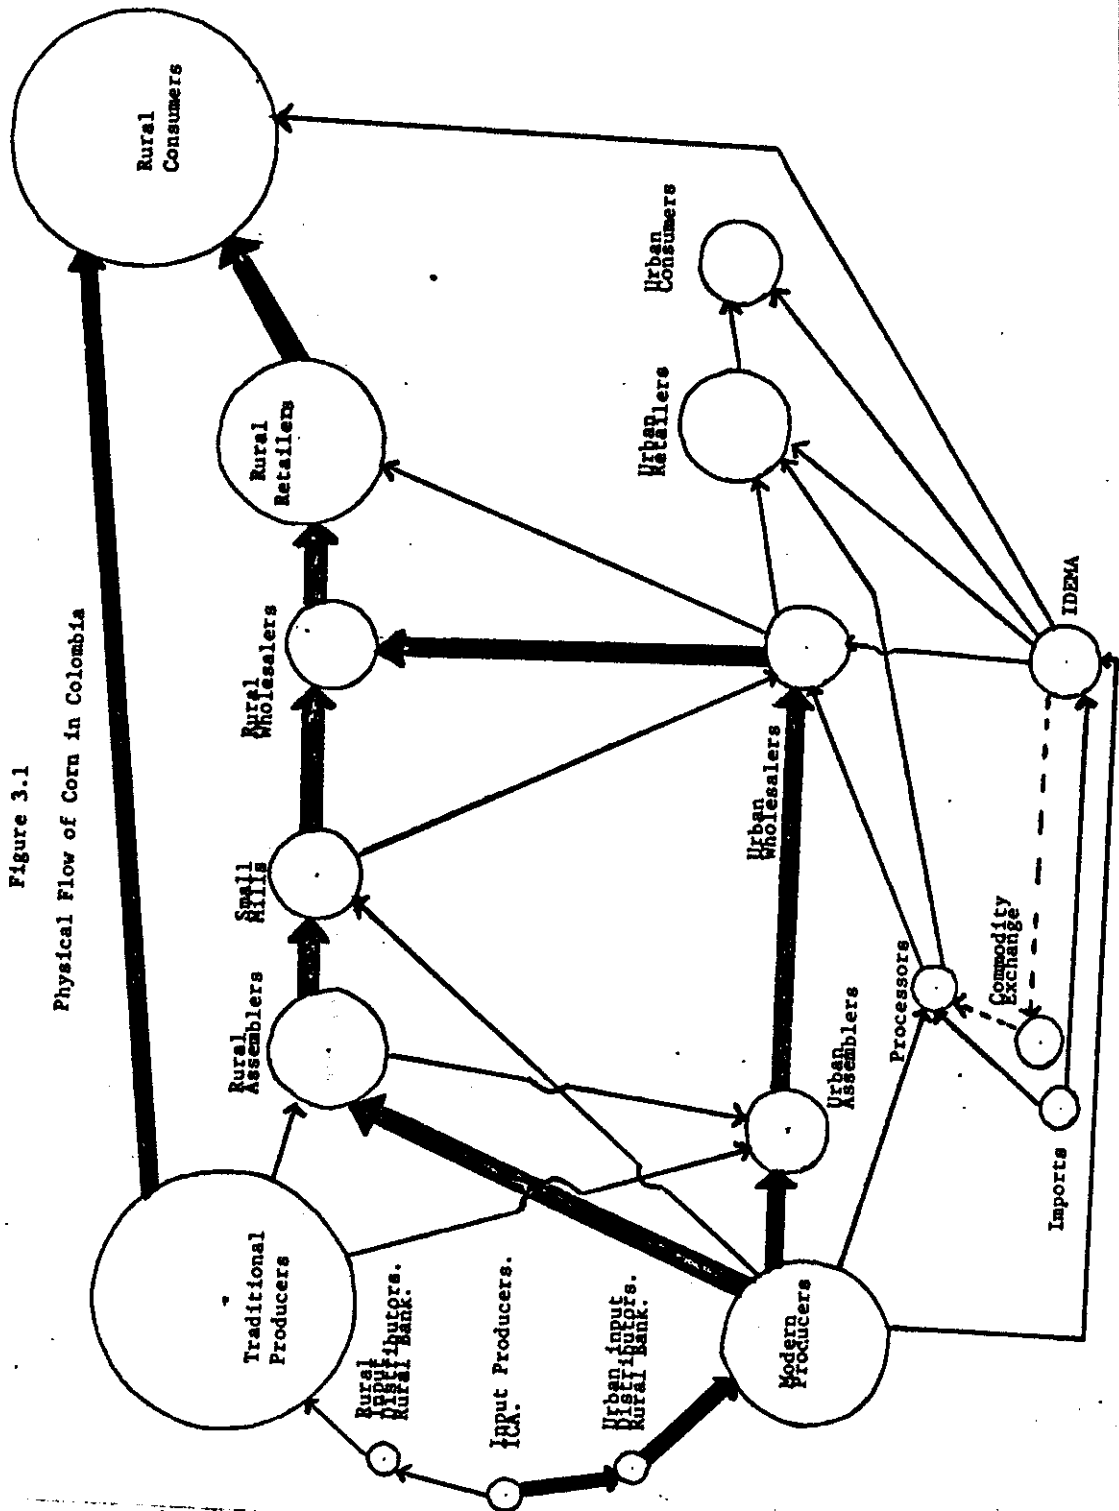 Figure 3.1
Physical Flow of Corn in Colombia
Rural
Consumers
Rural
Retailers
Rural
Wholesalers
Small
Mills
Rural
Assemblers
Traditional
Producers
Rural
Input
Distributors.
Rural Bank.
Input Producers.
ICA.
Urban input
Distributors.
Rural Bank.
Modern
Producers
Urban
Assemblers
Urban
Wholesalers
Urban
Retailers
Urban
Consumers
Processors
Commodity
Exchange
Imports
IDEMA